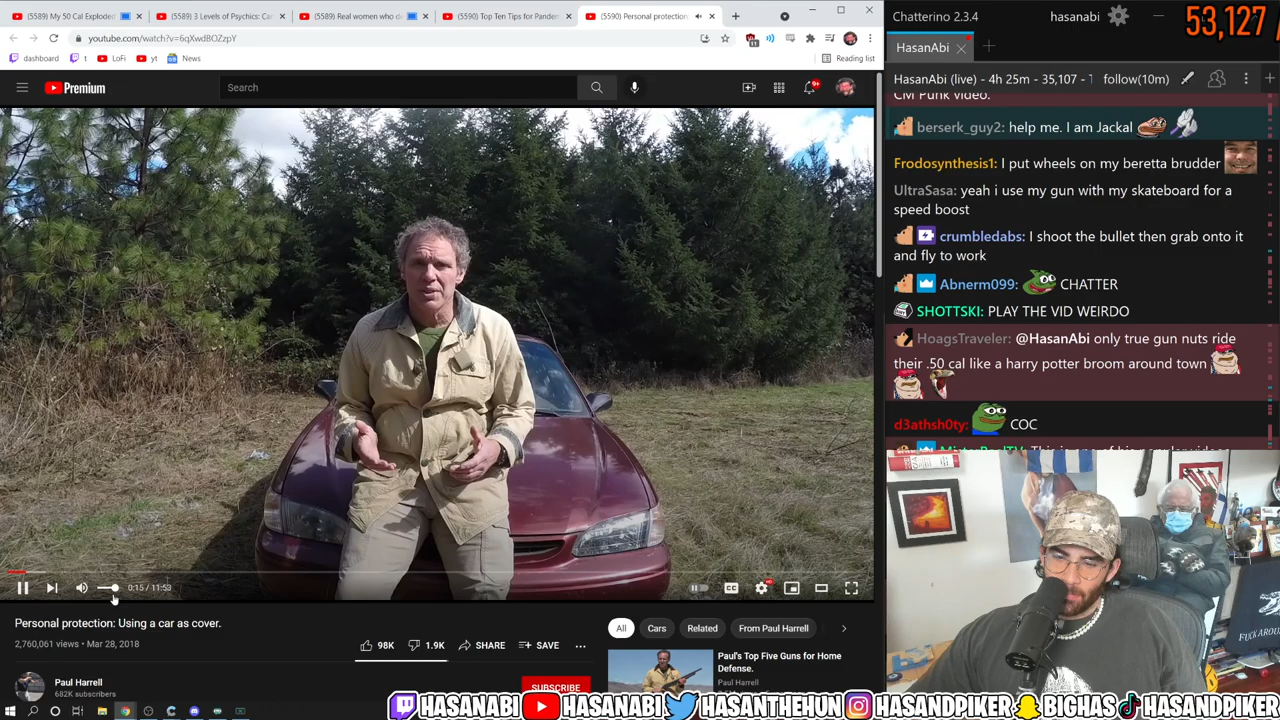 (5589) My 50 Cal Exploded
(5589) 3 Levels of Psychics: Ca
(5589) Real women who d
(5590) Top Ten Tips for Pandem
(5590) Personal protection:
youtube.com/watch?v=6qXwdBOZzpY
dashboard
t
LoFi
yt
News
Reading list
Premium
Search
9+
0:15 / 11:53
CC
Personal protection: Using a car as cover.
2,760,061 views • Mar 28, 2018
98K
1.9K
SHARE
SAVE
Paul Harrell
682K subscribers
SUBSCRIBE
All
Cars
Related
From Paul Harrell
Paul's Top Five Guns for Home
Defense.
Paul Harrell
Chatterino 2.3.4
hasanabi
53,127
HasanAbi
HasanAbi (live) - 4h 25m - 35,107 - 
follow(10m)
CM Punk video.
berserk_guy2: help me. I am Jackal
Frodosynthesis1: I put wheels on my beretta brudder
UltraSasa: yeah i use my gun with my skateboard for a
speed boost
crumbledabs: I shoot the bullet then grab onto it
and fly to work
Abnerm099: CHATTER
SHOTTSKI: PLAY THE VID WEIRDO
HoagsTraveler: @HasanAbi only true gun nuts ride
their .50 cal like a harry potter broom around town
d3athsh0ty: COC
HASANABI
HASANABI
HASANTHEHUN
HASANDPIKER
BIGHAS
HASANDPIKER